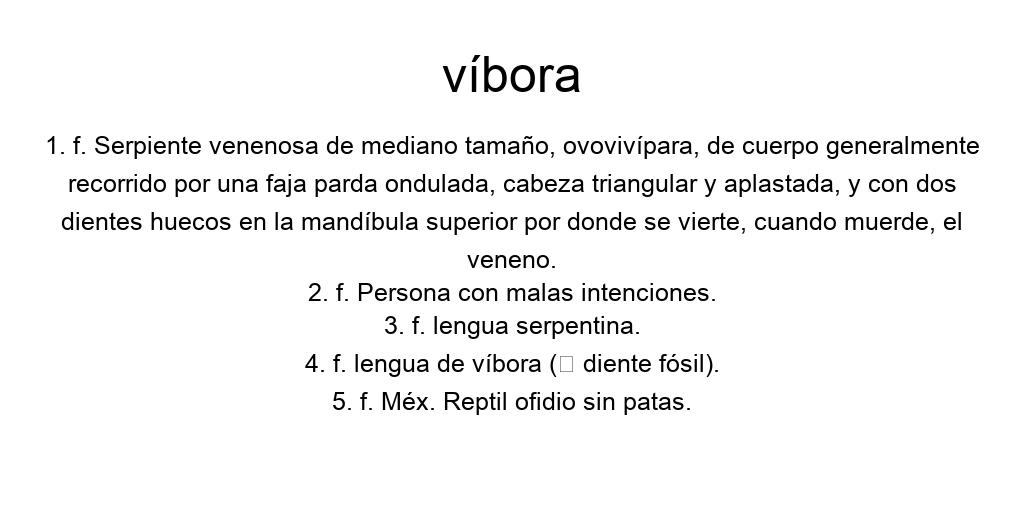 víbora
1. f. Serpiente venenosa de mediano tamaño, ovovivípara, de cuerpo generalmente
recorrido por una faja parda ondulada, cabeza triangular y aplastada, y con dos
dientes huecos en la mandíbula superior por donde se vierte, cuando muerde, el
veneno.
2. f. Persona con malas intenciones.
3. f. lengua serpentina.
4. f. lengua de víbora (▯ diente fósil).
5. f. Méx. Reptil ofidio sin patas.